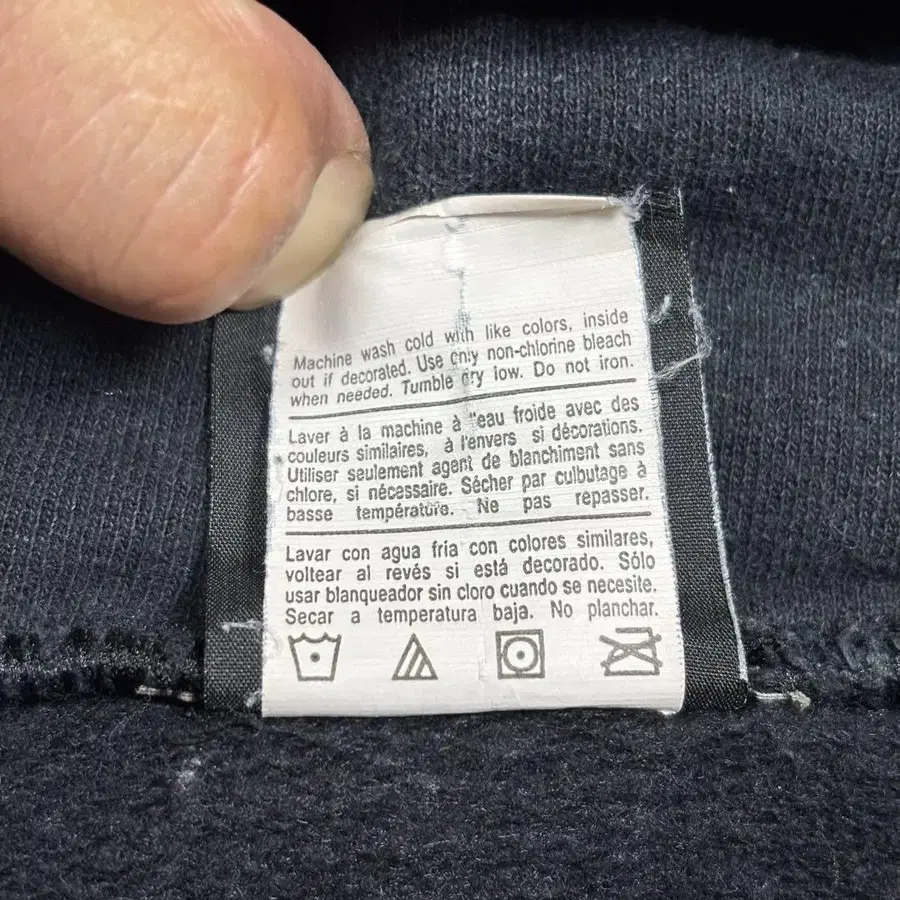 Machine wash cold with like colors, inside
out if decorated. Use only non-chlorine bleach
when needed. Tumble dry low. Do not iron.
Laver à la machine à l'eau froide avec des
couleurs similaires, à l'envers si décorations.
Utiliser seulement agent de blanchiment sans
chlore, si nécessaire. Sécher par culbutage à
basse température. Ne pas repasser.
Lavar con agua fria con colores similares,
voltear al revés si está decorado. Sólo
usar blanqueador sin cloro cuando se necesite.
Secar a temperatura baja. No planchar.